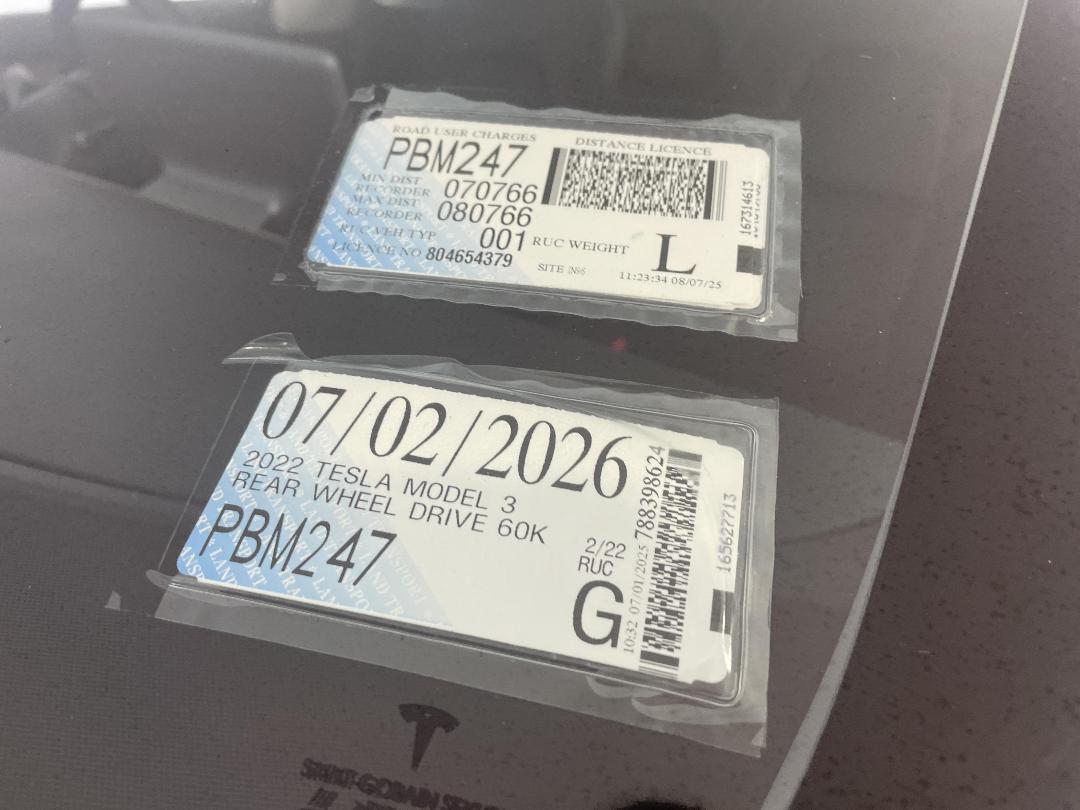 ROAD USER CHARGES
DISTANCE LICENCE
PBM247
MIN DIST
RECORDER 070766
MAX DIST
RECORDER 080766
RUC VEH TYP 001
RUC WEIGHT L
LICENCE NO 804654379
SITE
11:23:34 08/07/25
167314613
07/02/2026
2022 TESLA MODEL 3
REAR WHEEL DRIVE 60K
PBM247
2/22
RUC
G
10:32 07/01/2025 788398624
165627713